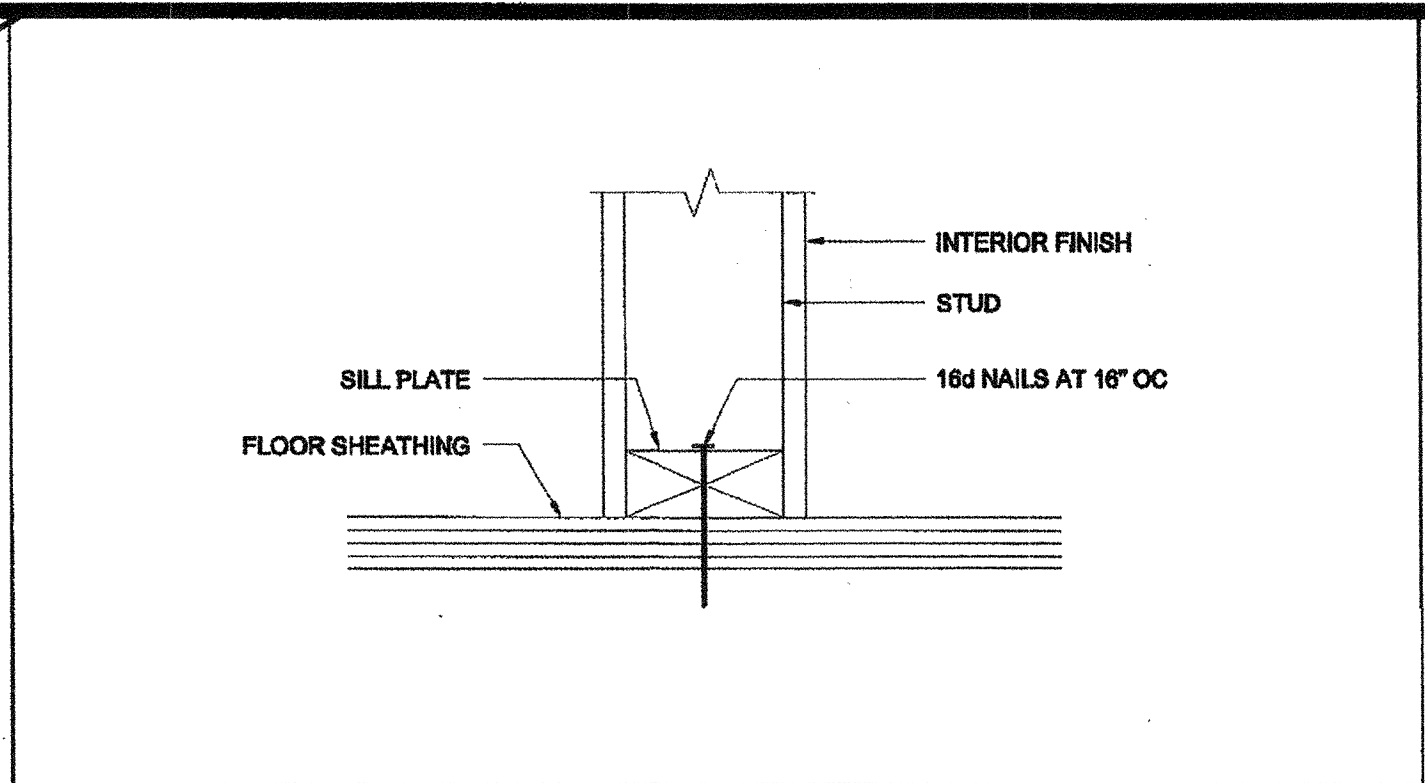 INTERIOR FINISH
STUD
SILL PLATE
16d NAILS AT 16" OC
FLOOR SHEATHING